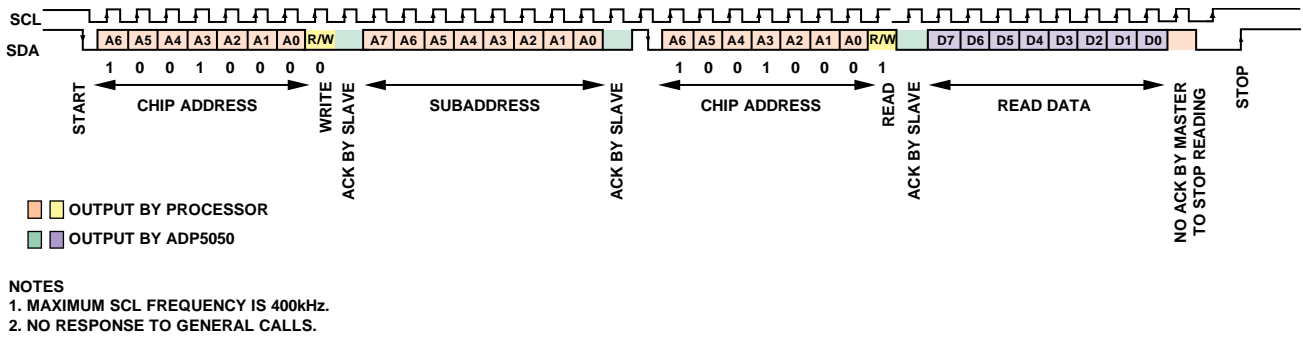 SCL
SDA
A6 A5 A4 A3 A2 A1 A0 R/W A7 A6 A5 A4 A3 A2 A1 A0 A6 A5 A4 A3 A2 A1 A0 R/W D7 D6 D5 D4 D3 D2 D1 D0
1 0 0 1 0 0 0 0 1 0 0 1 0 0 0 1
START
CHIP ADDRESS
WRITE
ACK BY SLAVE
SUBADDRESS
ACK BY SLAVE
CHIP ADDRESS
READ
ACK BY SLAVE
READ DATA
NO ACK BY MASTER
TO STOP READING
STOP
OUTPUT BY PROCESSOR
OUTPUT BY ADP5050
NOTES
1. MAXIMUM SCL FREQUENCY IS 400kHz.
2. NO RESPONSE TO GENERAL CALLS.